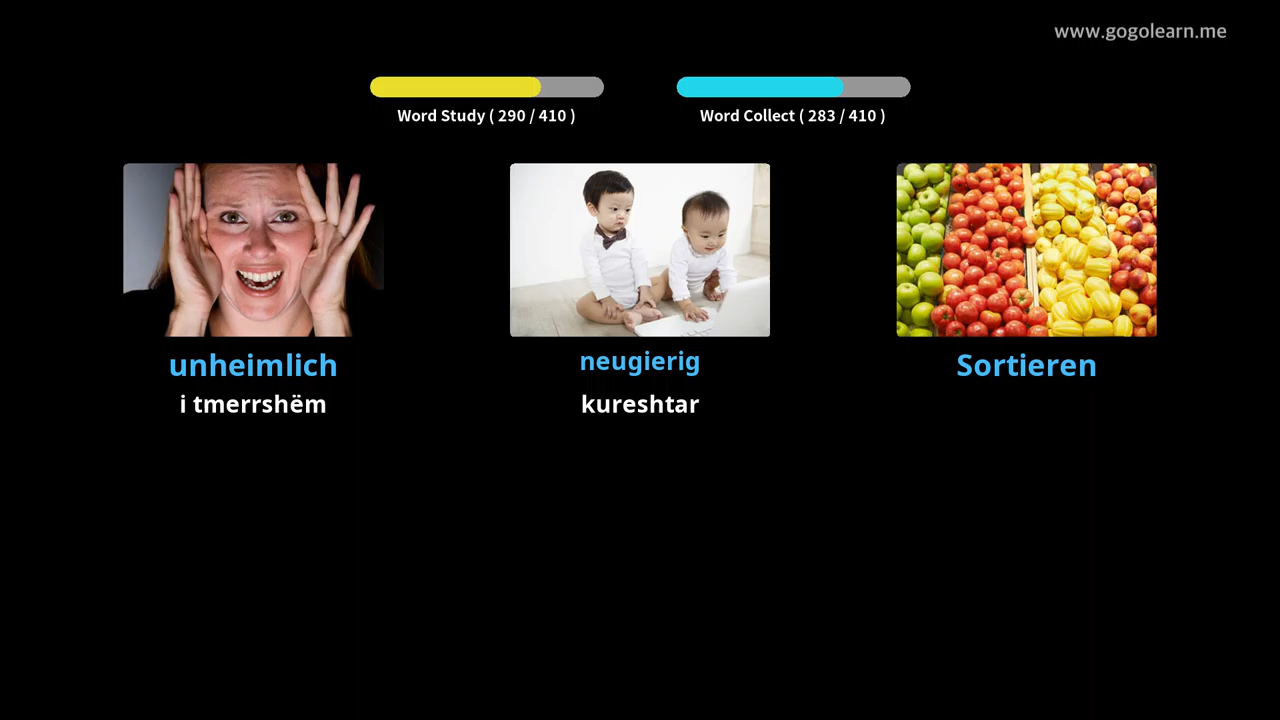 www.gogolearn.me
Word Study ( 290 / 410 )
Word Collect ( 283 / 410 )
unheimlich
i tmerrshëm
neugierig
kureshtar
Sortieren